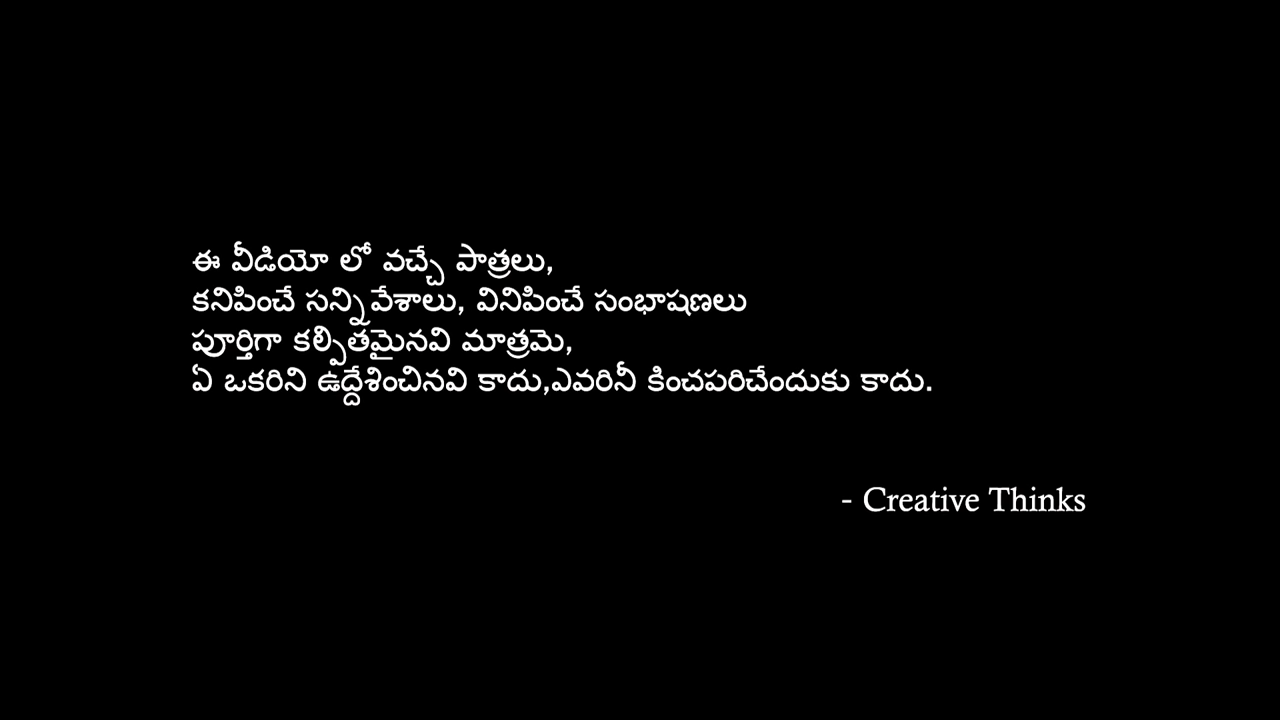 ఈ వీడియో లో వచ్చే పాత్రలు,
కనిపించే సన్నివేశాలు, వినిపించే సంభాషణలు
పూర్తిగా కల్పితమైనవి మాత్రమె,
ఏ ఒకరిని ఉద్దేశించినవి కాదు,ఎవరినీ కించపరిచేందుకు కాదు.
- Creative Thinks